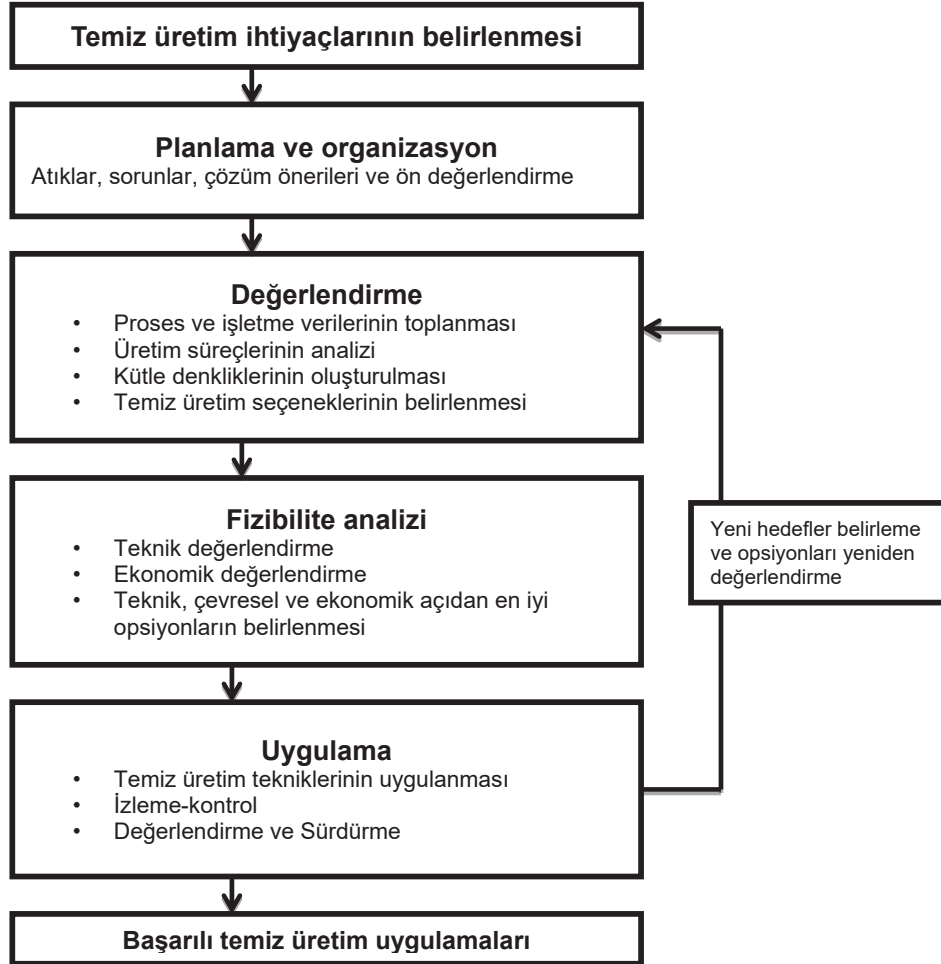 Temiz üretim ihtiyaçlarının belirlenmesi
Planlama ve organizasyon
Atıklar, sorunlar, çözüm önerileri ve ön değerlendirme
Değerlendirme
• Proses ve işletme verilerinin toplanması
• Üretim süreçlerinin analizi
• Kütle denkliklerinin oluşturulması
• Temiz üretim seçeneklerinin belirlenmesi
Fizibilite analizi
• Teknik değerlendirme
• Ekonomik değerlendirme
• Teknik, çevresel ve ekonomik açıdan en iyi
opsiyonların belirlenmesi
Yeni hedefler belirleme
ve opsiyonları yeniden
değerlendirme
Uygulama
• Temiz üretim tekniklerinin uygulanması
• İzleme-kontrol
• Değerlendirme ve Sürdürme
Başarılı temiz üretim uygulamaları